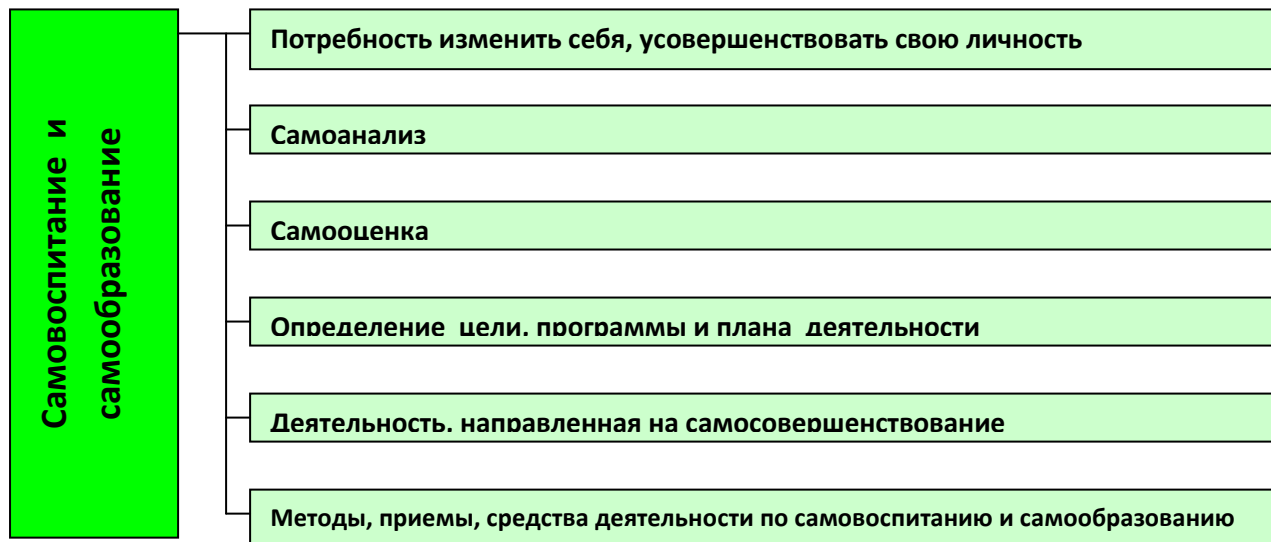 Самовоспитание и
самообразование
Потребность изменить себя, усовершенствовать свою личность
Самоанализ
Самооценка
Определение цели, программы и плана деятельности
Деятельность, направленная на самосовершенствование
Методы, приемы, средства деятельности по самовоспитанию и самообразованию